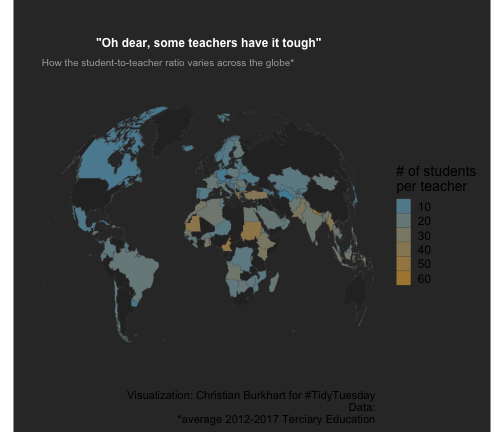 "Oh dear, some teachers have it tough"
How the student-to-teacher ratio varies across the globe*
# of students
per teacher
10
20
30
40
50
60
Visualization: Christian Burkhart for #TidyTuesday
Data:
*average 2012-2017 Terciary Education